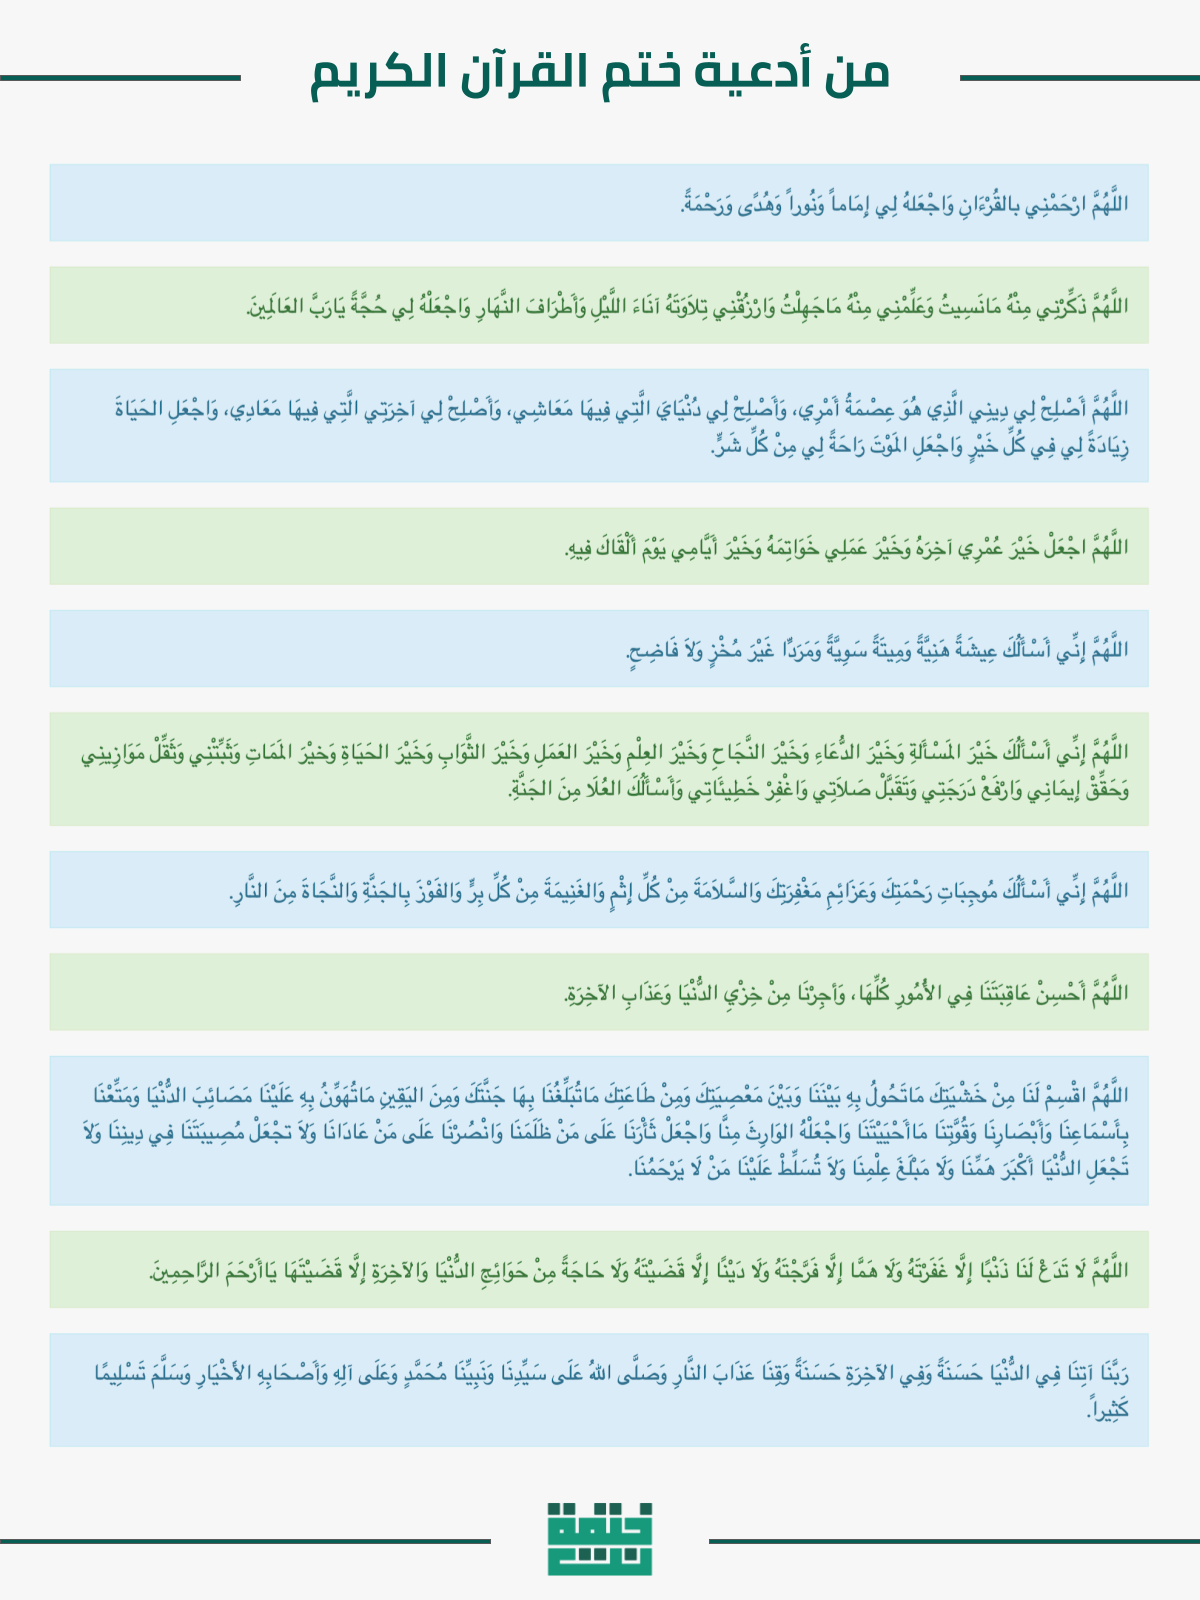 من أدعية ختم القرآن الكريم
اللَّهُمَّ ارْحَمْنِي بالقُرْءَانِ وَاجْعَلهُ لِي إِمَاماً وَنُوراً وَهُدًى وَرَحْمَةً.
اللَّهُمَّ ذَكِّرْنِي مِنْهُ مَانَسِيتُ وَعَلِّمْنِي مِنْهُ مَاجَهِلْتُ وَارْزُقْنِي تِلاَوَتَهُ آنَاءَ اللَّيْلِ وَأَطْرَافَ النَّهَارِ وَاجْعَلْهُ لِي حُجَّةً يَارَبَّ العَالَمِينَ.
اللَّهُمَّ أَصْلِحْ لِي دِينِي الَّذِي هُوَ عِصْمَةُ أَمْرِي، وَأَصْلِحْ لِي دُنْيَايَ الَّتِي فِيهَا مَعَاشِي، وَأَصْلِحْ لِي آخِرَتِي الَّتِي فِيهَا مَعَادِي، وَاجْعَلِ الحَيَاةَ
زِيَادَةً لِي فِي كُلِّ خَيْرٍ وَاجْعَلِ المَوْتَ رَاحَةً لِي مِنْ كُلِّ شَرٍّ.
اللَّهُمَّ اجْعَلْ خَيْرَ عُمْرِي آخِرَهُ وَخَيْرَ عَمَلِي خَوَاتِمَهُ وَخَيْرَ أَيَّامِي يَوْمَ أَلْقَاكَ فِيهِ.
اللَّهُمَّ إِنِّي أَسْأَلُكَ عِيشَةً هَنِيَّةً وَمِيتَةً سَوِيَّةً وَمَرَدًّا غَيْرَ مُخْزٍ وَلاَ فَاضِحٍ.
اللَّهُمَّ إِنِّي أَسْأَلُكَ خَيْرَ المَسْأَلةِ وَخَيْرَ الدُّعَاءِ وَخَيْرَ النَّجَاحِ وَخَيْرَ العِلْمِ وَخَيْرَ العَمَلِ وَخَيْرَ الثَّوَابِ وَخَيْرَ الحَيَاةِ وَخيْرَ المَمَاتِ وَثَبِّتْنِي وَثَقِّلْ مَوَازِينِي
وَحَقِّقْ إِيمَانِي وَارْفَعْ دَرَجَتِي وَتَقَبَّلْ صَلاَتِي وَاغْفِرْ خَطِيئَاتِي وَأَسْأَلُكَ العُلَا مِنَ الجَنَّةِ.
اللَّهُمَّ إِنِّي أَسْأَلُكَ مُوجِبَاتِ رَحْمَتِكَ وَعَزَائِمِ مَغْفِرَتِكَ وَالسَّلاَمَةَ مِنْ كُلِّ إِثْمٍ وَالغَنِيمَةَ مِنْ كُلِّ بِرٍّ وَالفَوْزَ بِالجَنَّةِ وَالنَّجَاةَ مِنَ النَّارِ.
اللَّهُمَّ أَحْسِنْ عَاقِبَتَنَا فِي الأُمُورِ كُلِّهَا، وَأجِرْنَا مِنْ خِزْيِ الدُّنْيَا وَعَذَابِ الآخِرَةِ.
اللَّهُمَّ اقْسِمْ لَنَا مِنْ خَشْيَتِكَ مَاتَحُولُ بِهِ بَيْنَنَا وَبَيْنَ مَعْصِيَتِكَ وَمِنْ طَاعَتِكَ مَاتُبَلِّغُنَا بِهَا جَنَّتَكَ وَمِنَ اليَقِينِ مَاتُهَوِّنُ بِهِ عَلَيْنَا مَصَائِبَ الدُّنْيَا وَمَتِّعْنَا
بِأَسْمَاعِنَا وَأَبْصَارِنَا وَقُوَّتِنَا مَاأَحْيَيْتَنَا وَاجْعَلْهُ الوَارِثَ مِنَّا وَاجْعَلْ ثَأْرَنَا عَلَى مَنْ ظَلَمَنَا وَانْصُرْنَا عَلَى مَنْ عَادَانَا وَلاَ تجْعَلْ مُصِيبَتَنَا فِي دِينِنَا وَلاَ
تَجْعَلِ الدُّنْيَا أَكْبَرَ هَمِّنَا وَلَا مَبْلَغَ عِلْمِنَا وَلاَ تُسَلِّطْ عَلَيْنَا مَنْ لَا يَرْحَمُنَا.
اللَّهُمَّ لَا تَدَعْ لَنَا ذَنْبًا إِلَّا غَفَرْتَهُ وَلَا هَمَّا إِلَّا فَرَّجْتَهُ وَلَا دَيْنًا إِلَّا قَضَيْتَهُ وَلَا حَاجَةً مِنْ حَوَائِجِ الدُّنْيَا وَالآخِرَةِ إِلَّا قَضَيْتَهَا يَاأَرْحَمَ الرَّاحِمِينَ.
رَبَّنَا آتِنَا فِي الدُّنْيَا حَسَنَةً وَفِي الآخِرَةِ حَسَنَةً وَقِنَا عَذَابَ النَّارِ وَصَلَّى اللهُ عَلَى سَيِّدِنَا وَنَبِيِّنَا مُحَمَّدٍ وَعَلَى آلِهِ وَأَصْحَابِهِ الأَخْيَارِ وَسَلَّمَ تَسْلِيمًا
كَثِيراً.
ختمة